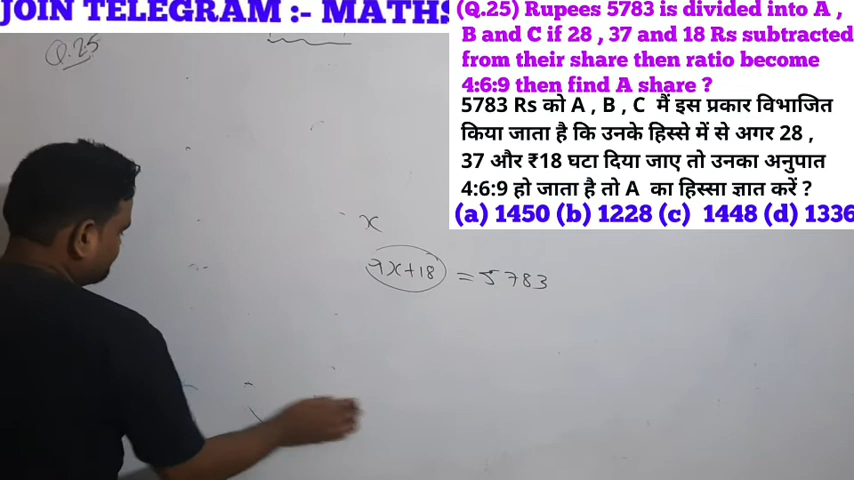 JOIN TELEGRAM :- MATHS
(Q.25) Rupees 5783 is divided into A ,
B and C if 28 , 37 and 18 Rs subtracted
from their share then ratio become
4:6:9 then find A share ?
5783 Rs को A , B , C मैं इस प्रकार विभाजित
किया जाता है कि उनके हिस्से में से अगर 28 ,
37 और ₹18 घटा दिया जाए तो उनका अनुपात
4:6:9 हो जाता है तो A का हिस्सा ज्ञात करें ?
(a) 1450 (b) 1228 (c) 1448 (d) 1336
Q.25
x
9x+18 = 5783